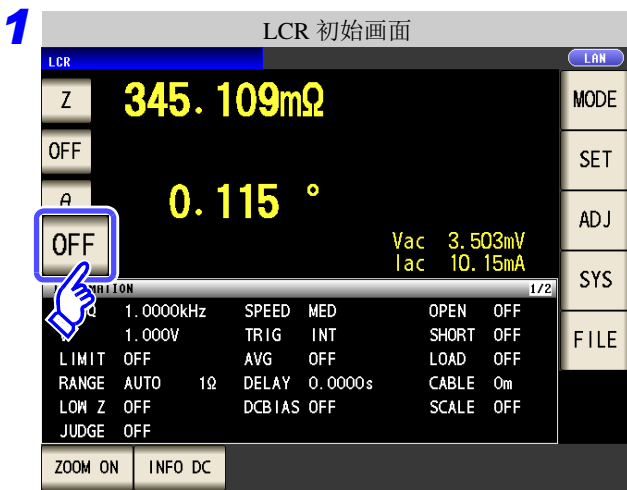 1
LCR 初始画面
LCR
LAN
Z
345.109mΩ
MODE
OFF
SET
θ
0.115 °
ADJ
OFF
Vac 3.503mV
Iac 10.15mA
SYS
1/2
1.0000kHz SPEED MED OPEN OFF
V 1.000V TRIG INT SHORT OFF
FILE
LIMIT OFF AVG OFF LOAD OFF
RANGE AUTO 1Ω DELAY 0.0000s CABLE 0m
LOW Z OFF DCBIAS OFF SCALE OFF
JUDGE OFF
ZOOM ON INFO DC